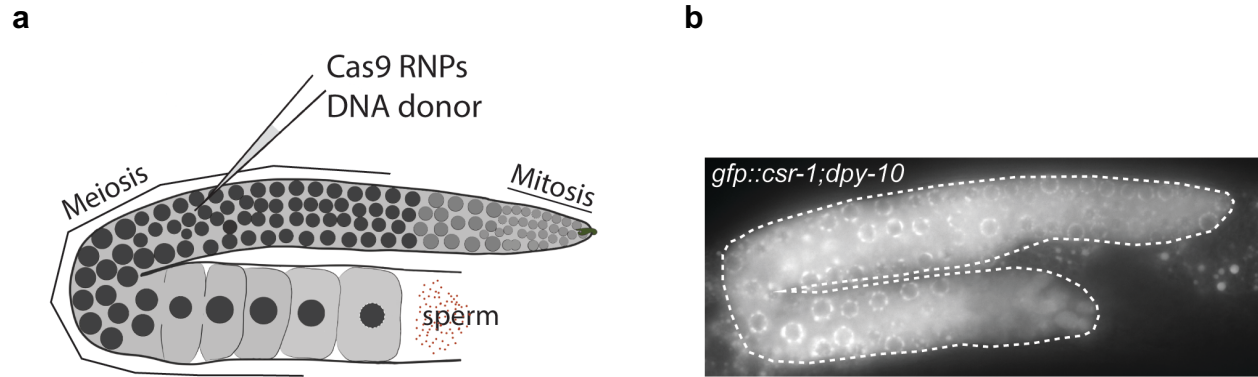 a
Cas9 RNPs
DNA donor
Meiosis
Mitosis
sperm
b
gfp::csr-1;dpy-10